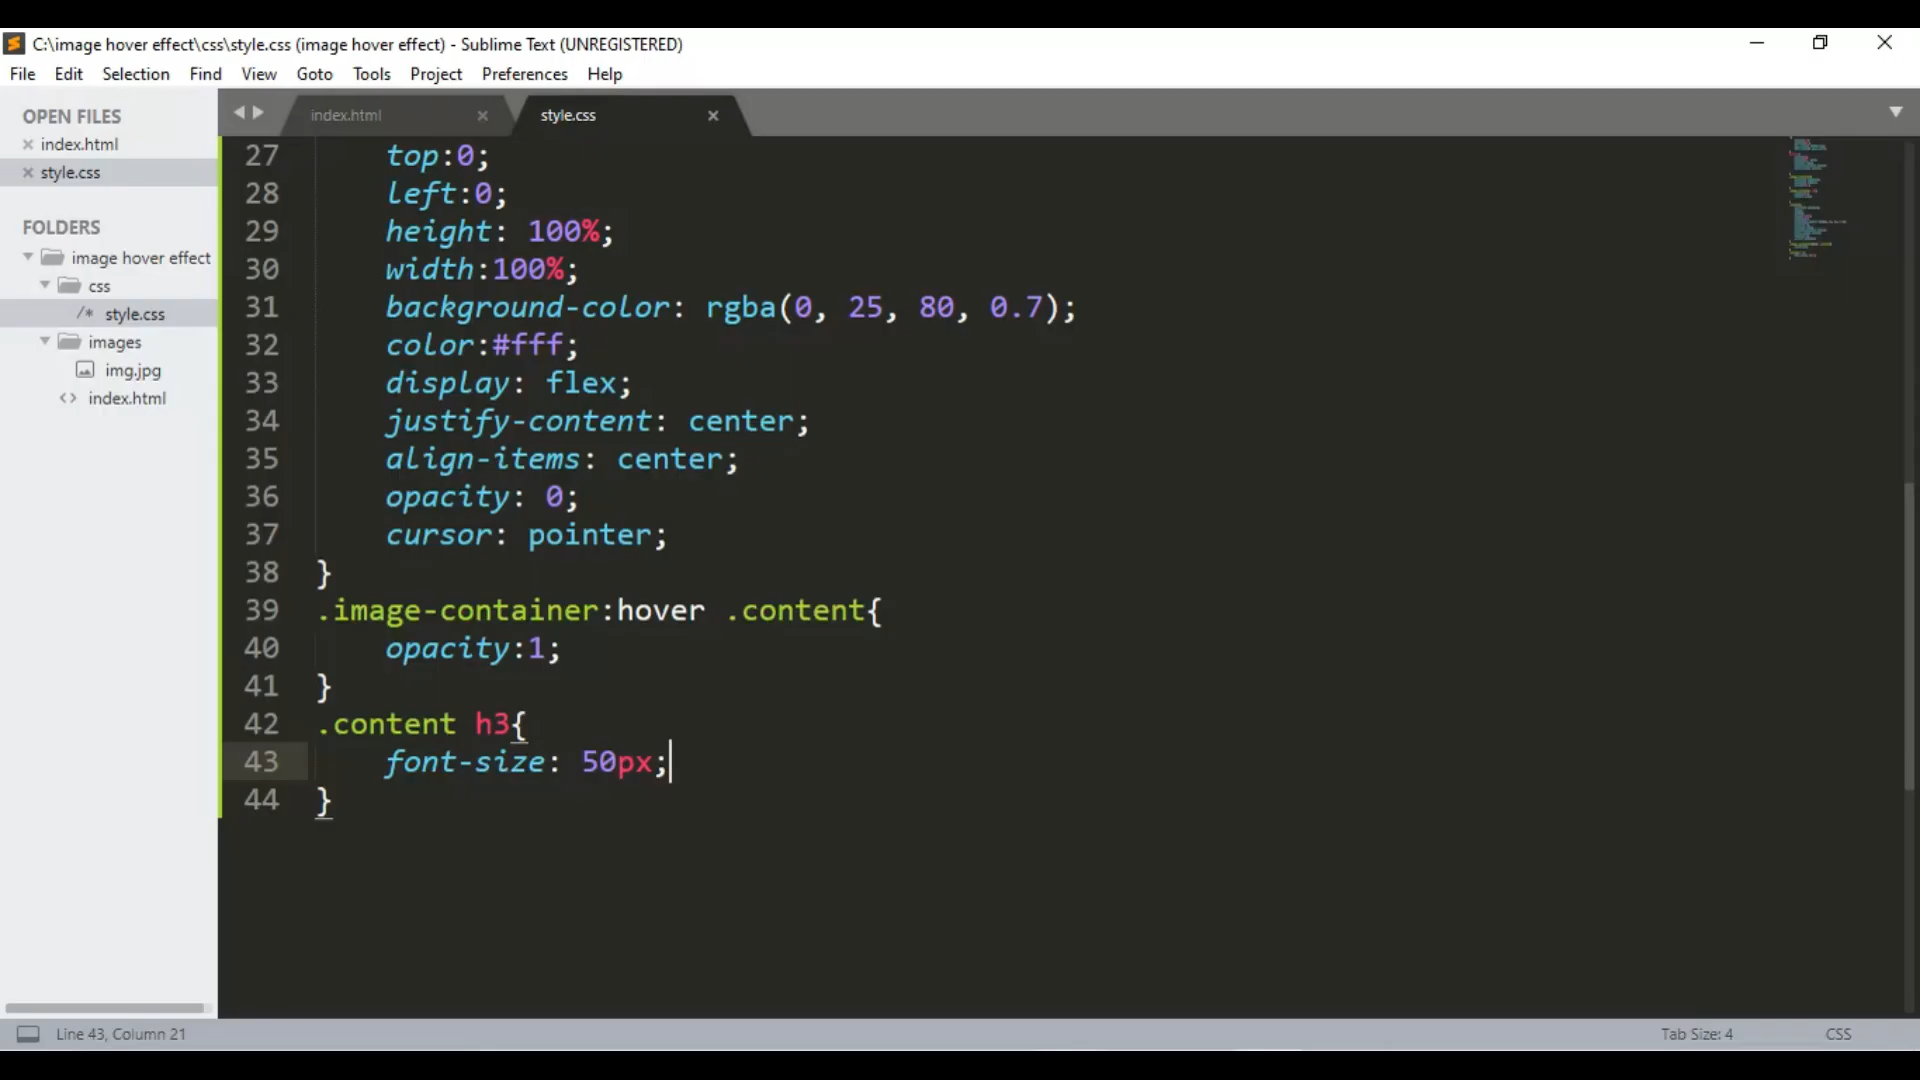 C:\image hover effect\css\style.css (image hover effect) - Sublime Text (UNREGISTERED)
File Edit Selection Find View Goto Tools Project Preferences Help
OPEN FILES
index.html
style.css
FOLDERS
image hover effect
css
/* style.css
images
img.jpg
<> index.html
index.html
style.css
27 top:0;
28 left:0;
29 height: 100%;
30 width:100%;
31 background-color: rgba(0, 25, 80, 0.7);
32 color:#fff;
33 display: flex;
34 justify-content: center;
35 align-items: center;
36 opacity: 0;
37 cursor: pointer;
38 }
39 .image-container:hover .content{
40 opacity:1;
41 }
42 .content h3{
43 font-size: 50px;
44 }
Line 43, Column 21
Tab Size: 4
CSS